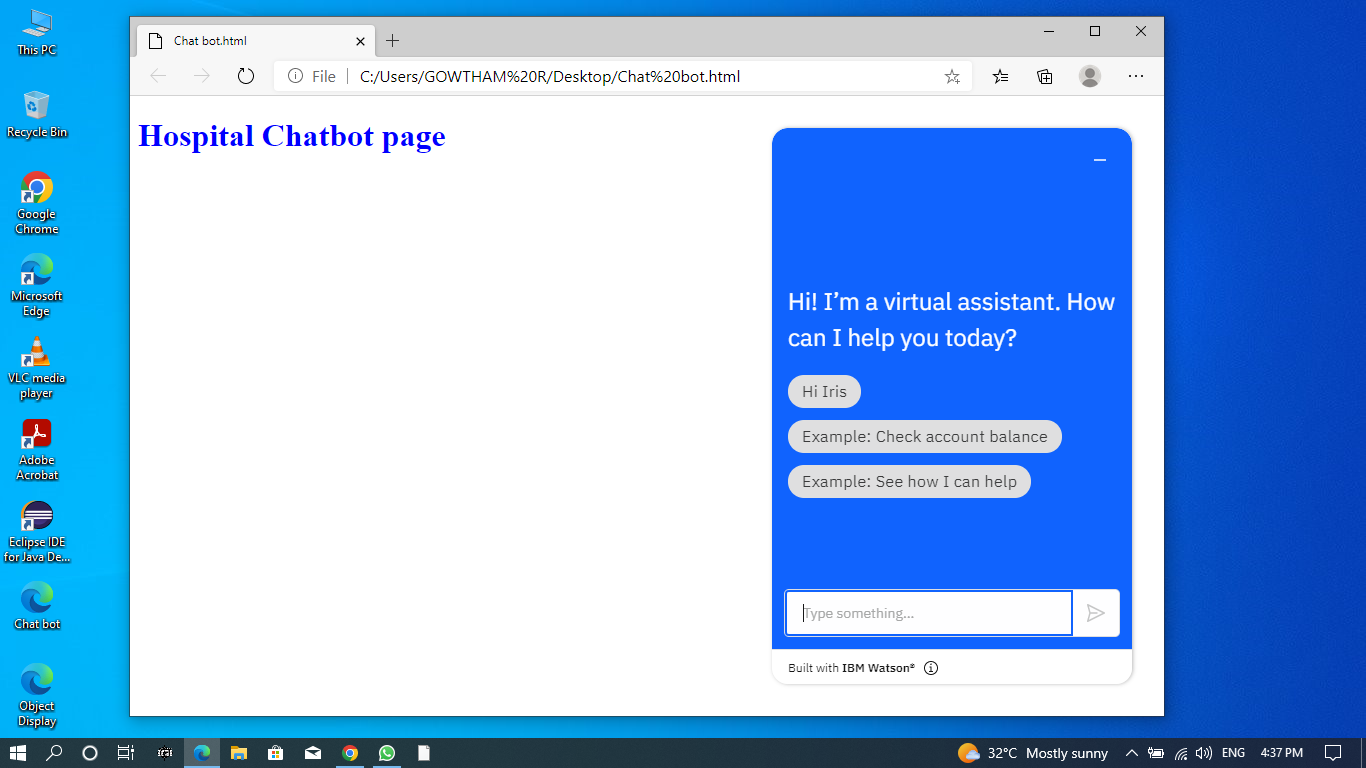 This PC
Recycle Bin
Google
Chrome
Microsoft
Edge
VLC media
player
Adobe
Acrobat
Eclipse IDE
for Java De...
Chat bot
Object
Display
Chat bot.html
File
C:/Users/GOWTHAM%20R/Desktop/Chat%20bot.html
Hospital Chatbot page
Hi! I’m a virtual assistant. How
can I help you today?
Hi Iris
Example: Check account balance
Example: See how I can help
Type something...
Built with IBM Watson®
32°C Mostly sunny
ENG
4:37 PM